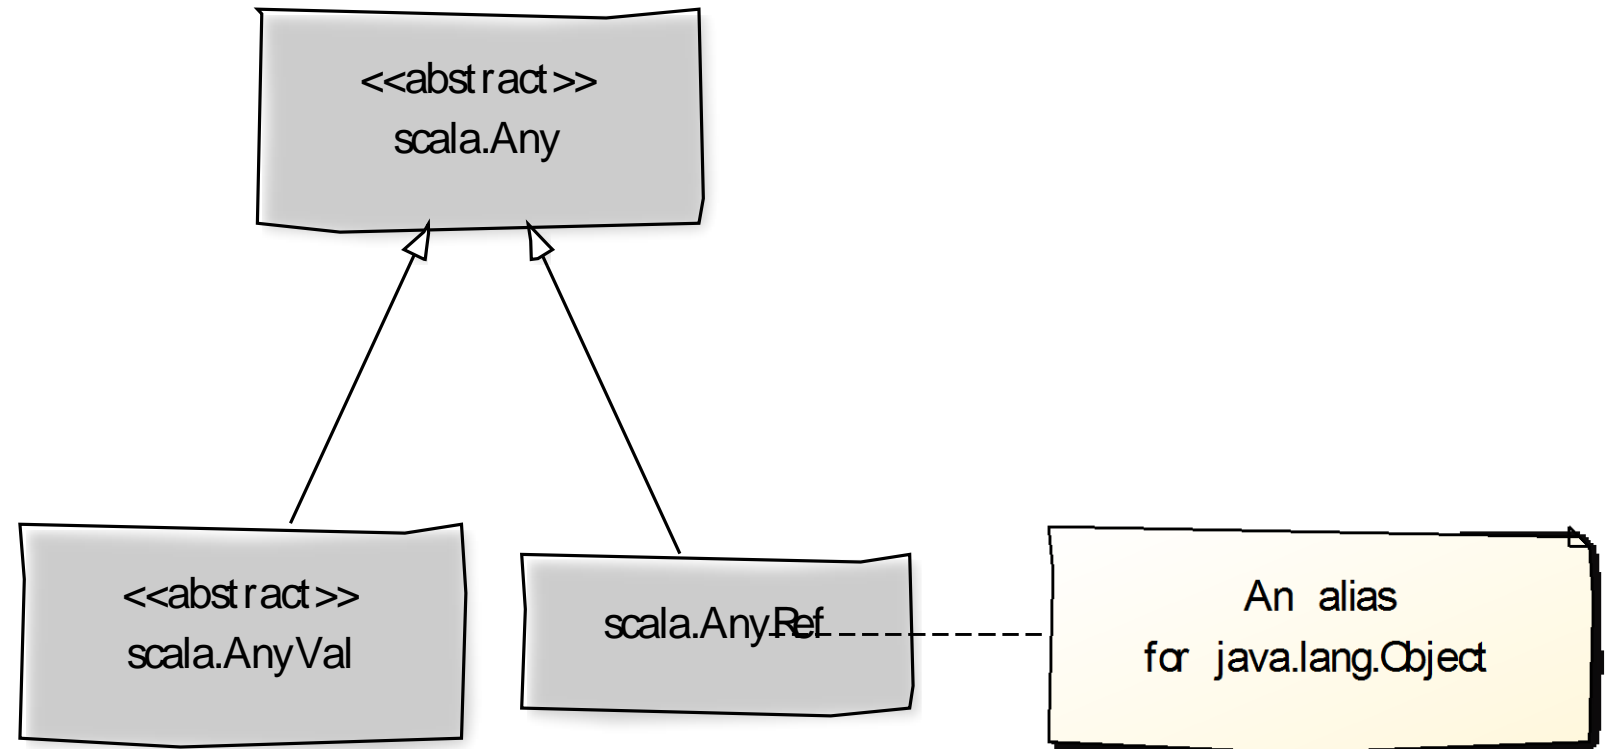 <<abstract>>
scala.Any
<<abstract>>
scala.AnyVal
scala.AnyRef
An alias
for java.lang.Object